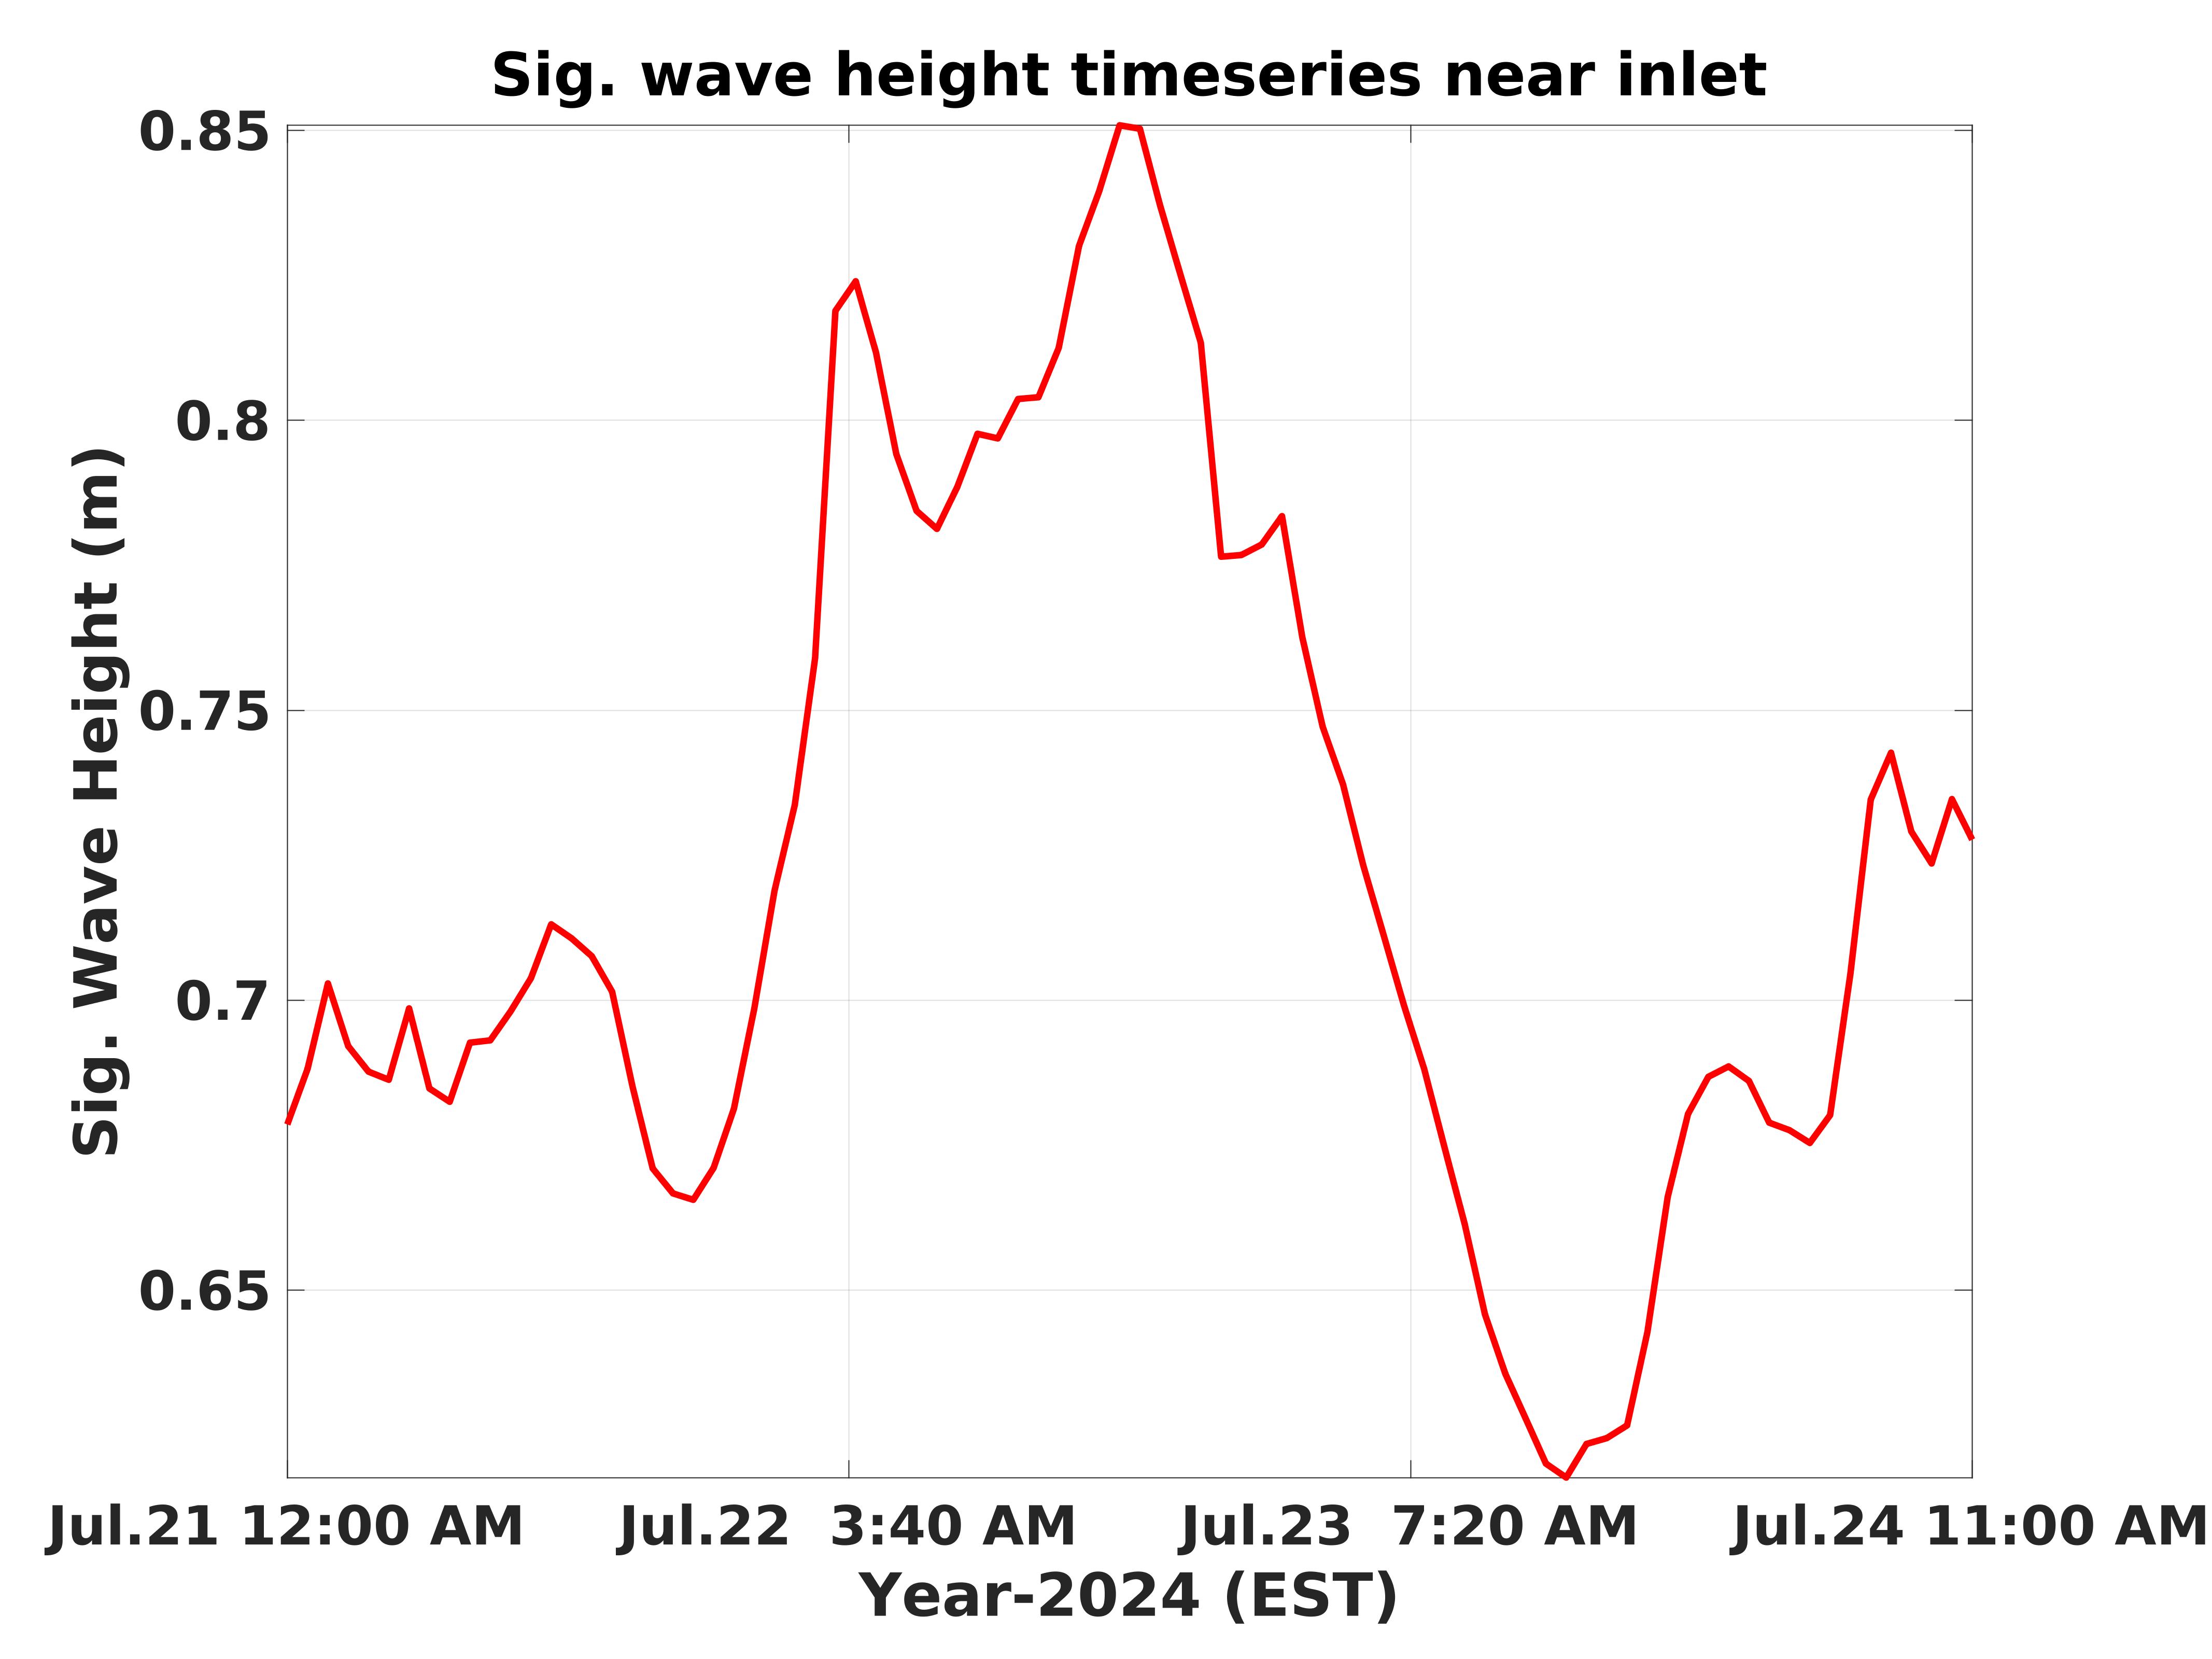 Sig. wave height timeseries near inlet
0.85
0.8
0.75
0.7
0.65
Sig. Wave Height (m)
Jul.21 12:00 AM
Jul.22 3:40 AM
Jul.23 7:20 AM
Jul.24 11:00 AM
Year-2024 (EST)